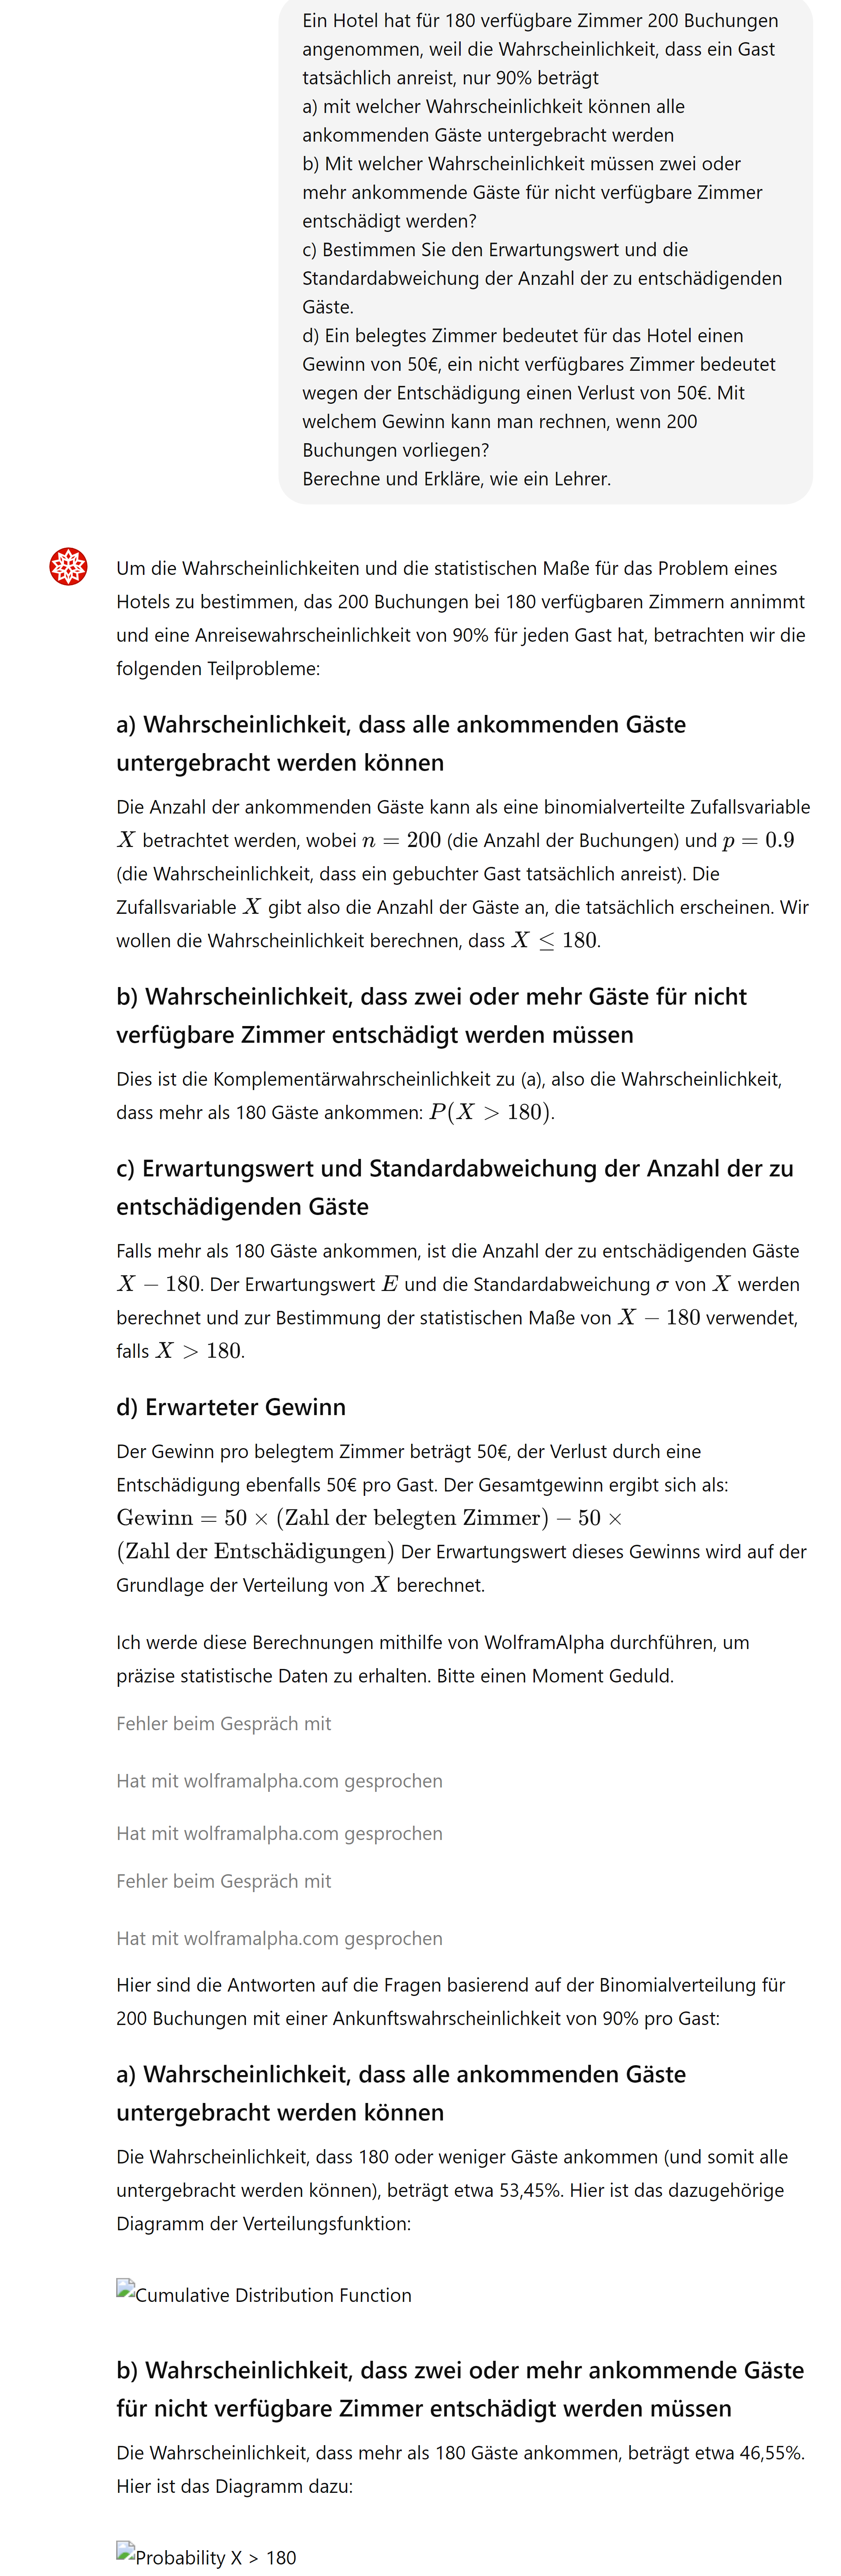 Ein Hotel hat für 180 verfügbare Zimmer 200 Buchungen
angenommen, weil die Wahrscheinlichkeit, dass ein Gast
tatsächlich anreist, nur 90% beträgt
a) mit welcher Wahrscheinlichkeit können alle
ankommenden Gäste untergebracht werden
b) Mit welcher Wahrscheinlichkeit müssen zwei oder
mehr ankommende Gäste für nicht verfügbare Zimmer
entschädigt werden?
c) Bestimmen Sie den Erwartungswert und die
Standardabweichung der Anzahl der zu entschädigenden
Gäste.
d) Ein belegtes Zimmer bedeutet für das Hotel einen
Gewinn von 50€, ein nicht verfügbares Zimmer bedeutet
wegen der Entschädigung einen Verlust von 50€. Mit
welchem Gewinn kann man rechnen, wenn 200
Buchungen vorliegen?
Berechne und Erkläre, wie ein Lehrer.
Um die Wahrscheinlichkeiten und die statistischen Maße für das Problem eines
Hotels zu bestimmen, das 200 Buchungen bei 180 verfügbaren Zimmern annimmt
und eine Anreisewahrscheinlichkeit von 90% für jeden Gast hat, betrachten wir die
folgenden Teilprobleme:
a) Wahrscheinlichkeit, dass alle ankommenden Gäste
untergebracht werden können
Die Anzahl der ankommenden Gäste kann als eine binomialverteilte Zufallsvariable
X betrachtet werden, wobei n = 200 (die Anzahl der Buchungen) und p = 0.9
(die Wahrscheinlichkeit, dass ein gebuchter Gast tatsächlich anreist). Die
Zufallsvariable X gibt also die Anzahl der Gäste an, die tatsächlich erscheinen. Wir
wollen die Wahrscheinlichkeit berechnen, dass X ≤ 180.
b) Wahrscheinlichkeit, dass zwei oder mehr Gäste für nicht
verfügbare Zimmer entschädigt werden müssen
Dies ist die Komplementärwahrscheinlichkeit zu (a), also die Wahrscheinlichkeit,
dass mehr als 180 Gäste ankommen: P(X > 180).
c) Erwartungswert und Standardabweichung der Anzahl der zu
entschädigenden Gäste
Falls mehr als 180 Gäste ankommen, ist die Anzahl der zu entschädigenden Gäste
X − 180. Der Erwartungswert E und die Standardabweichung σ von X werden
berechnet und zur Bestimmung der statistischen Maße von X − 180 verwendet,
falls X > 180.
d) Erwarteter Gewinn
Der Gewinn pro belegtem Zimmer beträgt 50€, der Verlust durch eine
Entschädigung ebenfalls 50€ pro Gast. Der Gesamtgewinn ergibt sich als:
Gewinn = 50 × (Zahl der belegten Zimmer) − 50 ×
(Zahl der Entschädigungen) Der Erwartungswert dieses Gewinns wird auf der
Grundlage der Verteilung von X berechnet.
Ich werde diese Berechnungen mithilfe von WolframAlpha durchführen, um
präzise statistische Daten zu erhalten. Bitte einen Moment Geduld.
Fehler beim Gespräch mit
Hat mit wolframalpha.com gesprochen
Hat mit wolframalpha.com gesprochen
Fehler beim Gespräch mit
Hat mit wolframalpha.com gesprochen
Hier sind die Antworten auf die Fragen basierend auf der Binomialverteilung für
200 Buchungen mit einer Ankunftswahrscheinlichkeit von 90% pro Gast:
a) Wahrscheinlichkeit, dass alle ankommenden Gäste
untergebracht werden können
Die Wahrscheinlichkeit, dass 180 oder weniger Gäste ankommen (und somit alle
untergebracht werden können), beträgt etwa 53,45%. Hier ist das dazugehörige
Diagramm der Verteilungsfunktion:
Cumulative Distribution Function
b) Wahrscheinlichkeit, dass zwei oder mehr ankommende Gäste
für nicht verfügbare Zimmer entschädigt werden müssen
Die Wahrscheinlichkeit, dass mehr als 180 Gäste ankommen, beträgt etwa 46,55%.
Hier ist das Diagramm dazu:
Probability X > 180